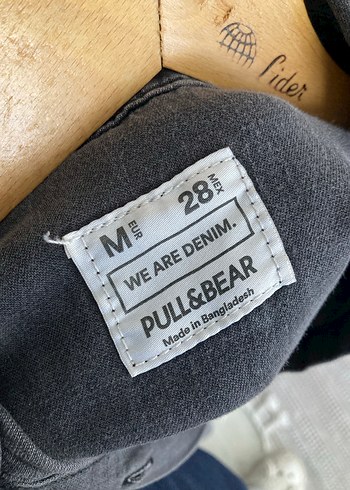 fider
M EUR 28 MEX
WE ARE DENIM.
PULL&BEAR
Made in Bangladesh